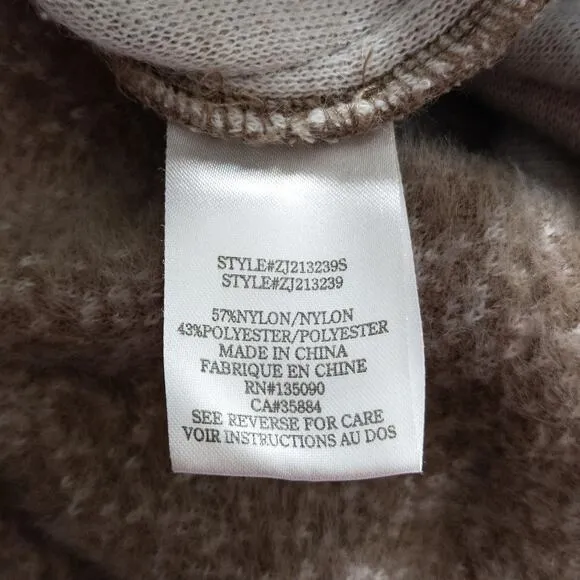 STYLE#ZJ213239S
STYLE#ZJ213239
57%NYLON/NYLON
43%POLYESTER/POLYESTER
MADE IN CHINA
FABRIQUE EN CHINE
RN#135090
CA#35884
SEE REVERSE FOR CARE
VOIR INSTRUCTIONS AU DOS